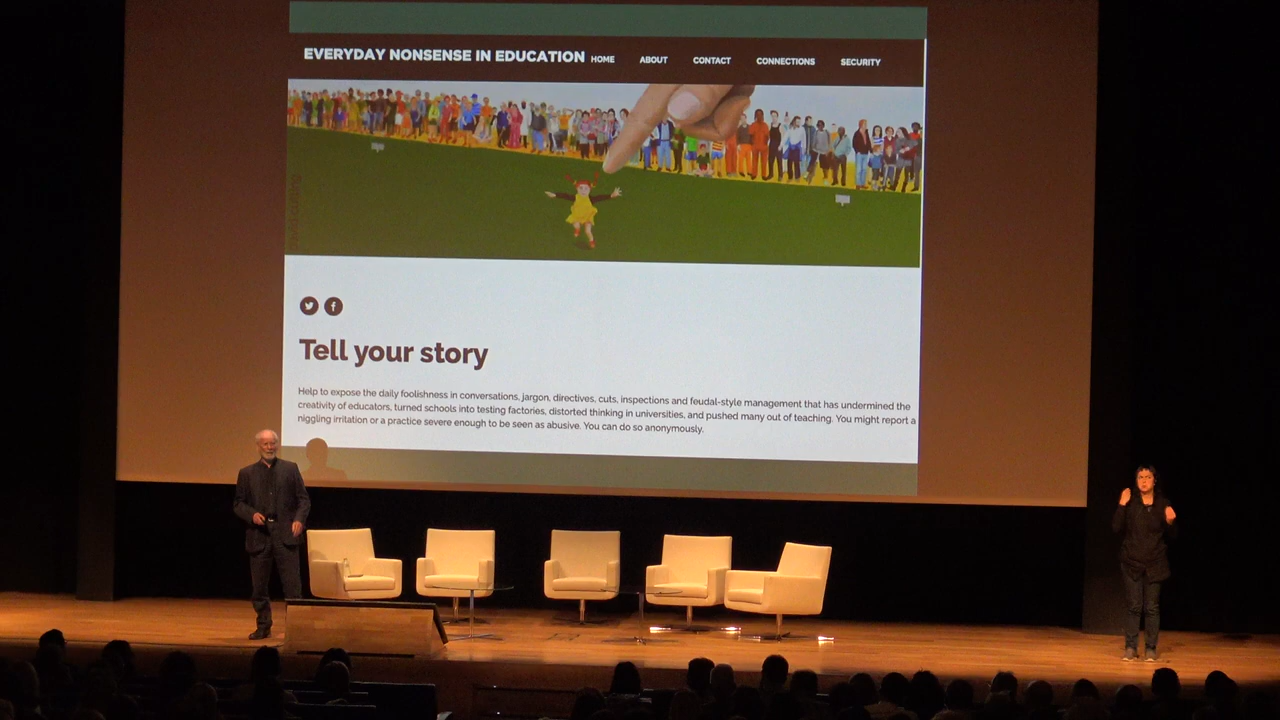 EVERYDAY NONSENSE IN EDUCATION HOME ABOUT CONTACT CONNECTIONS SECURITY
Tell your story
Help to expose the daily foolishness in conversations, jargon, directives, cuts, inspections and feudal-style management that has undermined the
creativity of educators, turned schools into testing factories, distorted thinking in universities, and pushed many out of teaching. You might report a
niggling irritation or a practice severe enough to be seen as abusive. You can do so anonymously.